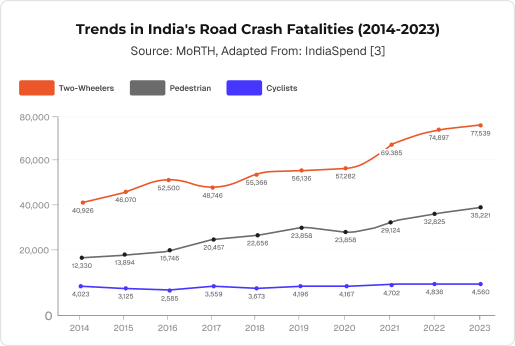 Trends in India's Road Crash Fatalities (2014-2023)
Source: MoRTH, Adapted From: IndiaSpend [3]
Two-Wheelers Pedestrian Cyclists
80,000
60,000
40,000
20,000
0
40,926 46,070 52,500 48,746 55,366 56,136 57,282 69,385 74,897 77,539
12,330 13,894 15,746 20,457 22,656 23,858 23,858 29,124 32,825 35,221
4,023 3,125 2,585 3,559 3,673 4,196 4,167 4,702 4,836 4,560
2014 2015 2016 2017 2018 2019 2020 2021 2022 2023